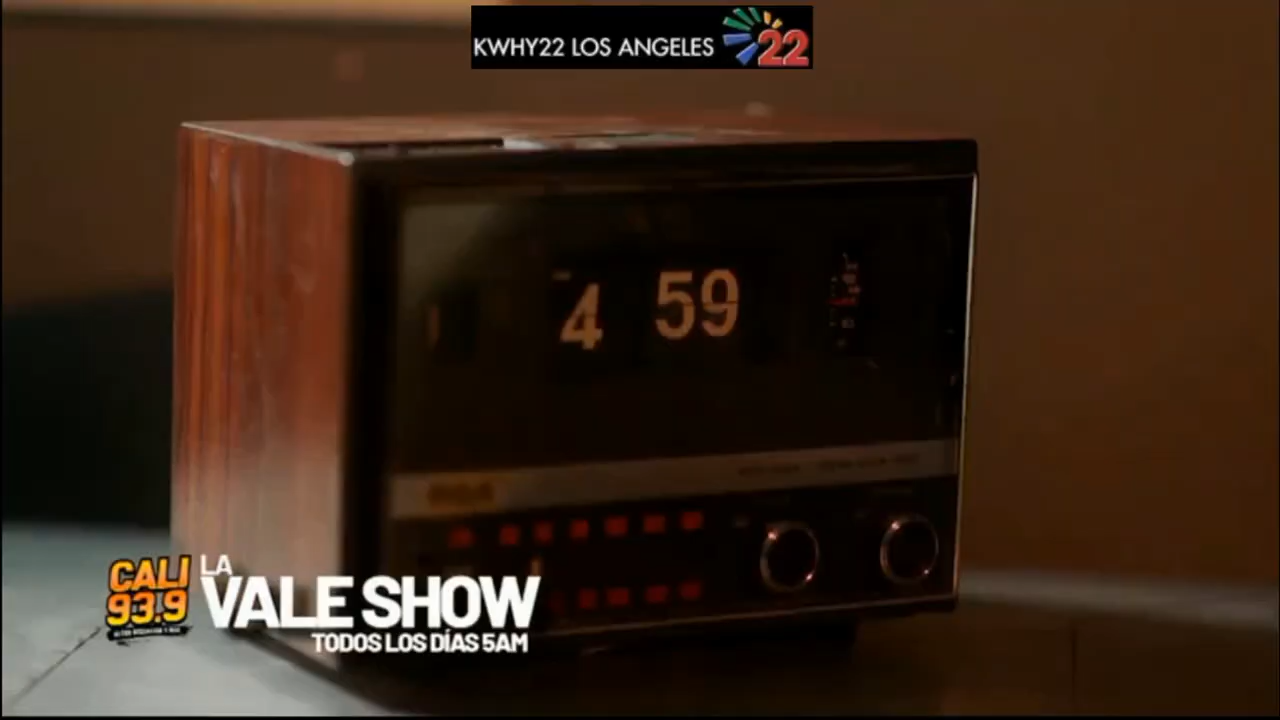 KWHY22 LOS ANGELES 22
4 59
CALI
93.9
LA
VALE SHOW
TODOS LOS DÍAS 5AM